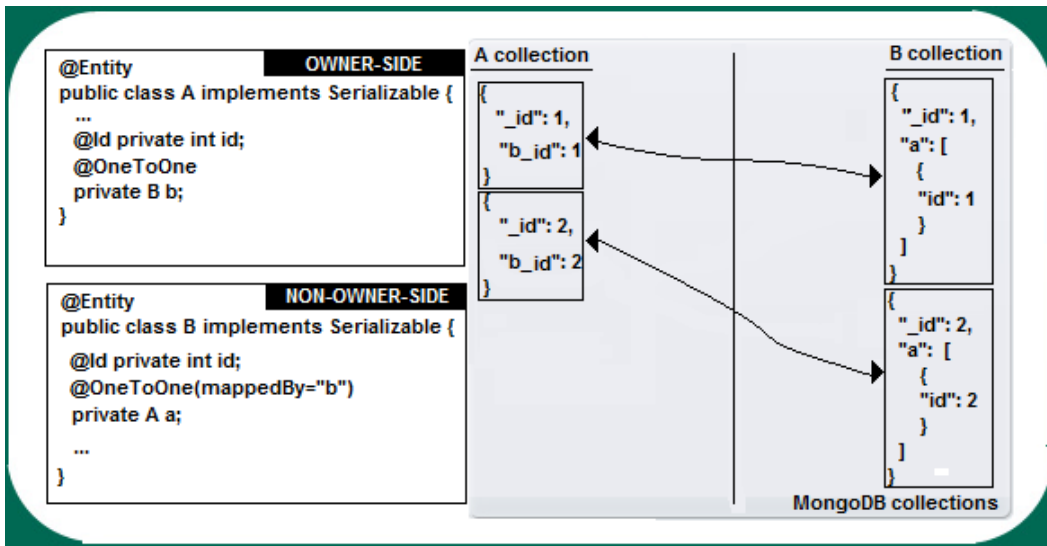 @Entity
OWNER-SIDE
public class A implements Serializable {
...
@Id private int id;
@OneToOne
private B b;
}
@Entity
NON-OWNER-SIDE
public class B implements Serializable {
@Id private int id;
@OneToOne(mappedBy="b")
private A a;
...
}
A collection
{
"_id": 1,
"b_id": 1
}
{
"_id": 2,
"b_id": 2
}
B collection
{
"_id": 1,
"a": [
{
"id": 1
}
]
}
{
"_id": 2,
"a": [
{
"id": 2
}
]
}
MongoDB collections